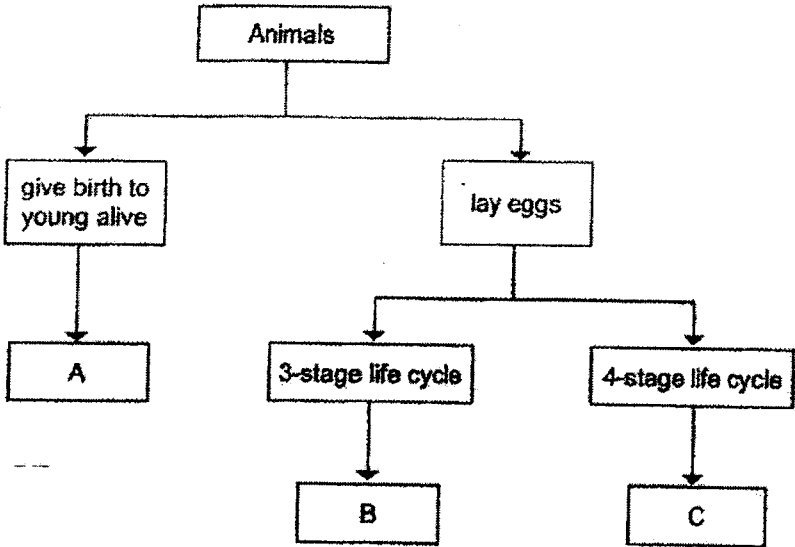 Animals
give birth to
young alive
lay eggs
A
3-stage life cycle
4-stage life cycle
B
C